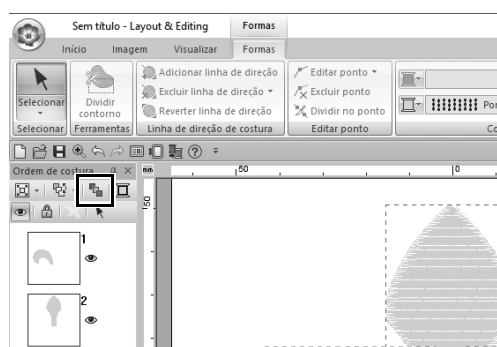 Sem título - Layout & Editing Formas
Início Imagem Visualizar Formas
Selecionar
Dividir contorno
Adicionar linha de direção
Excluir linha de direção
Reverter linha de direção
Editar ponto
Excluir ponto
Dividir no ponto
Selecionar Ferramentas Linha de direção de costura Editar ponto
Ordem de costura
mm 50 0
50
1
2